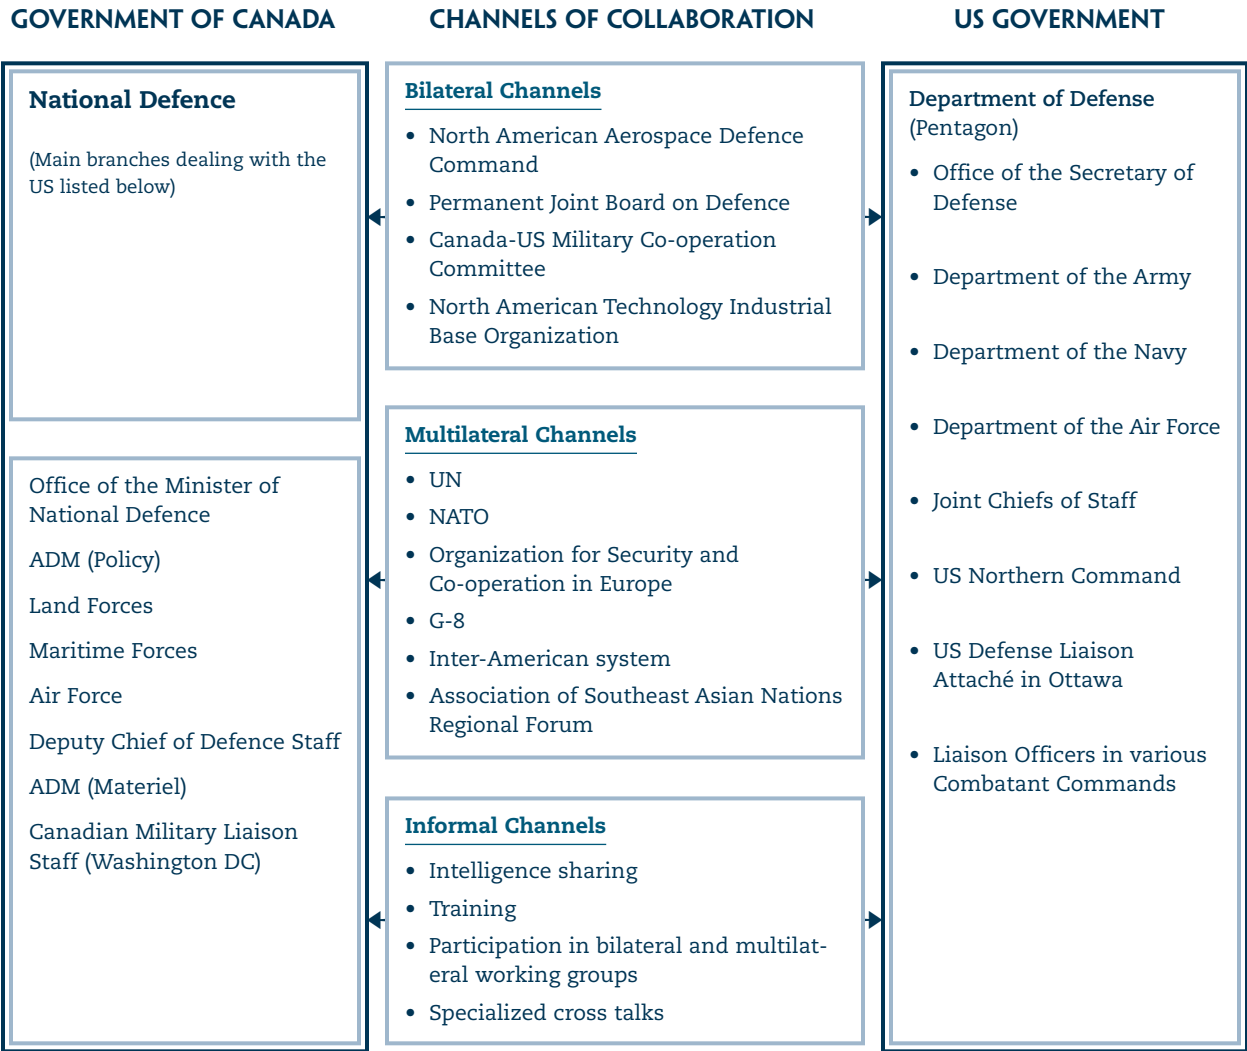 GOVERNMENT OF CANADA
National Defence
(Main branches dealing with the
US listed below)
Office of the Minister of
National Defence
ADM (Policy)
Land Forces
Maritime Forces
Air Force
Deputy Chief of Defence Staff
ADM (Materiel)
Canadian Military Liaison
Staff (Washington DC)
CHANNELS OF COLLABORATION
Bilateral Channels
• North American Aerospace Defence
Command
• Permanent Joint Board on Defence
• Canada-US Military Co-operation
Committee
• North American Technology Industrial
Base Organization
Multilateral Channels
• UN
• NATO
• Organization for Security and
Co-operation in Europe
• G-8
• Inter-American system
• Association of Southeast Asian Nations
Regional Forum
Informal Channels
• Intelligence sharing
• Training
• Participation in bilateral and multilat-
eral working groups
• Specialized cross talks
US GOVERNMENT
Department of Defense
(Pentagon)
• Office of the Secretary of
Defense
• Department of the Army
• Department of the Navy
• Department of the Air Force
• Joint Chiefs of Staff
• US Northern Command
• US Defense Liaison
Attaché in Ottawa
• Liaison Officers in various
Combatant Commands